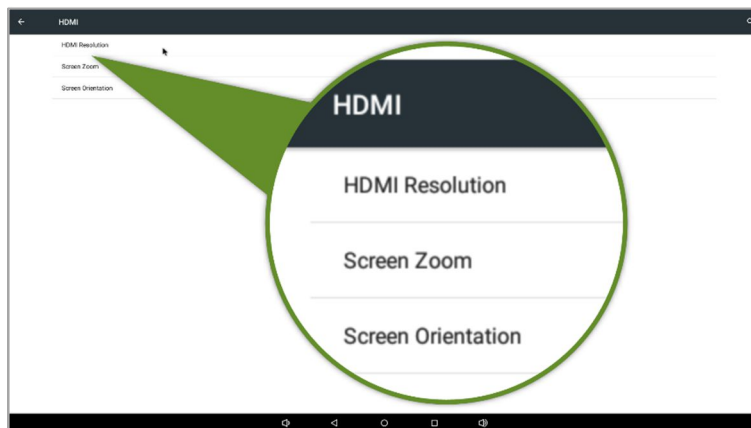 HDMI
HDMI Resolution
Screen Zoom
Screen Orientation
HDMI
HDMI Resolution
Screen Zoom
Screen Orientation